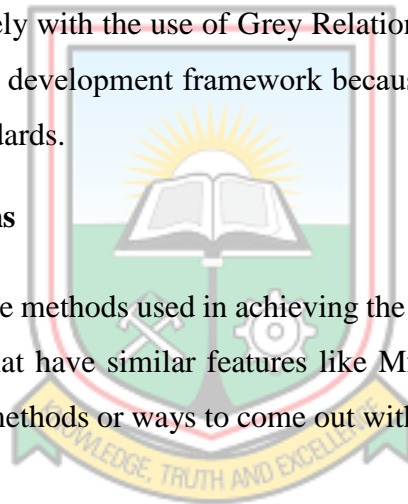 ely with the use of Grey Relation
development framework becaus
dards.
ns
e methods used in achieving the
hat have similar features like M
methods or ways to come out with
KNOWLEDGE, TRUTH AND EXCELLENCE